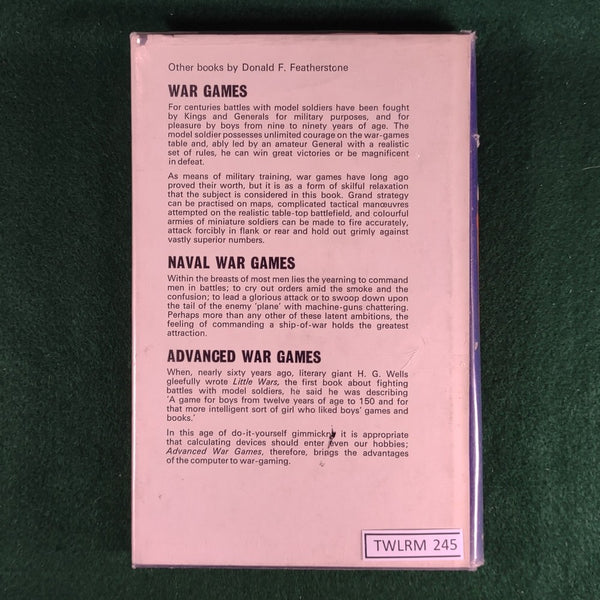 Other books by Donald F. Featherstone
WAR GAMES
For centuries battles with model soldiers have been fought
by Kings and Generals for military purposes, and for
pleasure by boys from nine to ninety years of age. The
model soldier possesses unlimited courage on the war-games
table and, ably led by an amateur General with a realistic
set of rules, he can win great victories or be magnificent
in defeat.
As means of military training, war games have long ago
proved their worth, but it is as a form of skilful relaxation
that the subject is considered in this book. Grand strategy
can be practised on maps, complicated tactical manœuvres
attempted on the realistic table-top battlefield, and colourful
armies of miniature soldiers can be made to fire accurately,
attack forcibly in flank or rear and hold out grimly against
vastly superior numbers.
NAVAL WAR GAMES
Within the breasts of most men lies the yearning to command
men in battles; to cry out orders amid the smoke and the
confusion; to lead a glorious attack or to swoop down upon
the tail of the enemy 'plane' with machine-guns chattering.
Perhaps more than any other of these latent ambitions, the
feeling of commanding a ship-of-war holds the greatest
attraction.
ADVANCED WAR GAMES
When, nearly sixty years ago, literary giant H. G. Wells
gleefully wrote Little Wars, the first book about fighting
battles with model soldiers, he said he was describing
'A game for boys from twelve years of age to 150 and for
that more intelligent sort of girl who liked boys' games and
books.'
In this age of do-it-yourself gimmickry it is appropriate
that calculating devices should enter even our hobbies;
Advanced War Games, therefore, brings the advantages
of the computer to war-gaming.
TWLRM 245